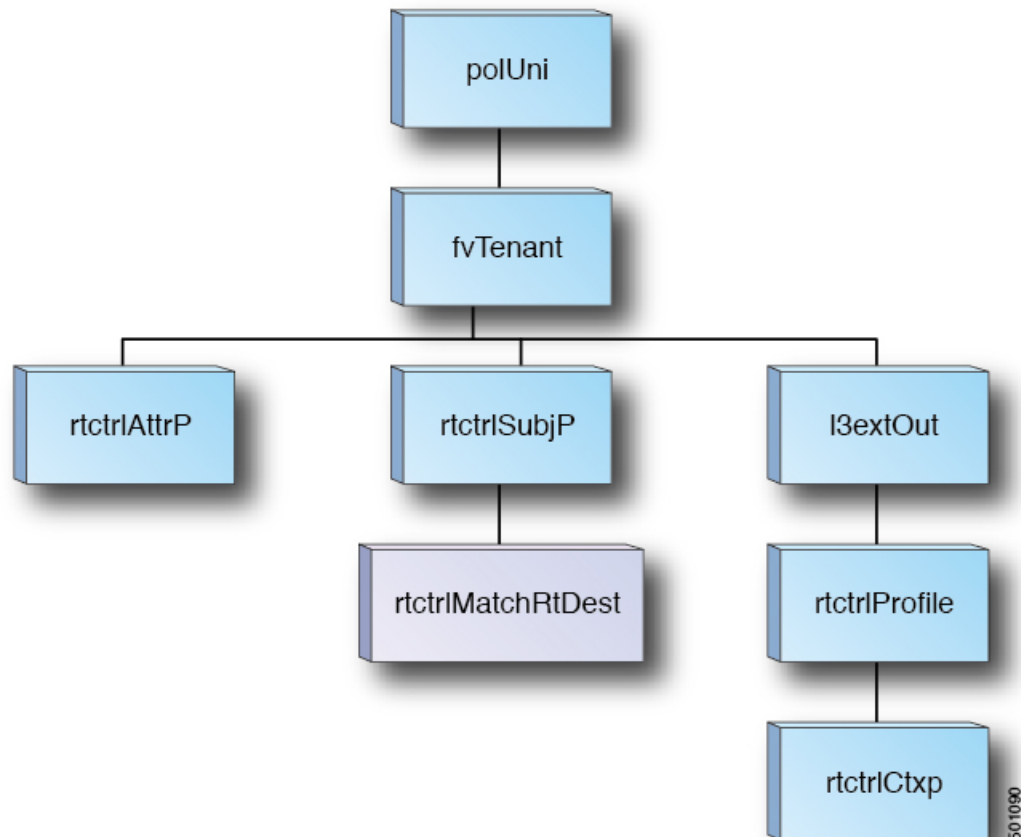 polUni
fvTenant
rtctrlAttrP
rtctrlSubjP
l3extOut
rtctrlMatchRtDest
rtctrlProfile
rtctrlCtxp
501090